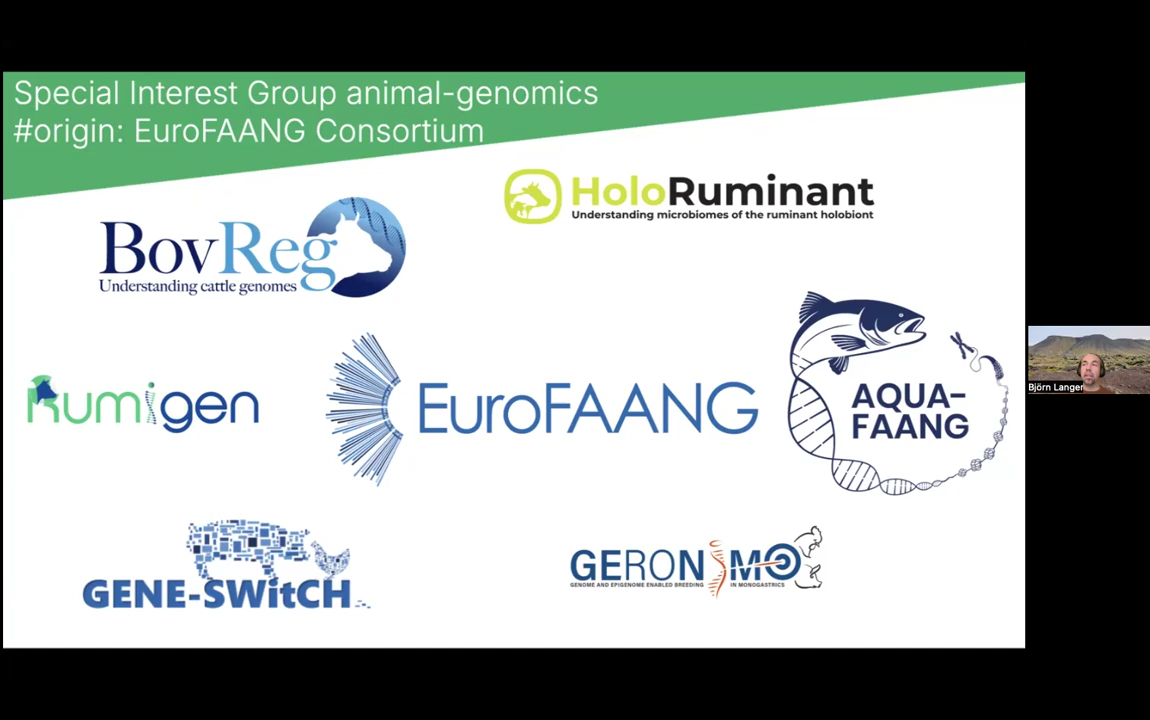 Special Interest Group animal-genomics
#origin: EuroFAANG Consortium
HoloRuminant
Understanding microbiomes of the ruminant holobiont
BovReg
Understanding cattle genomes
Rumigen
EuroFAANG
AQUA-
FAANG
Björn Langer
GENE-SWitCH
GERONIMO
GENOME AND EPIGENOME ENABLED BREEDING IN MONOGASTRICS